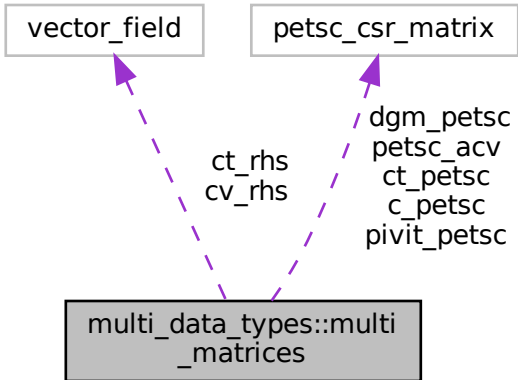 vector_field
petsc_csr_matrix
ct_rhs
cv_rhs
dgm_petsc
petsc_acv
ct_petsc
c_petsc
pivit_petsc
multi_data_types::multi
_matrices